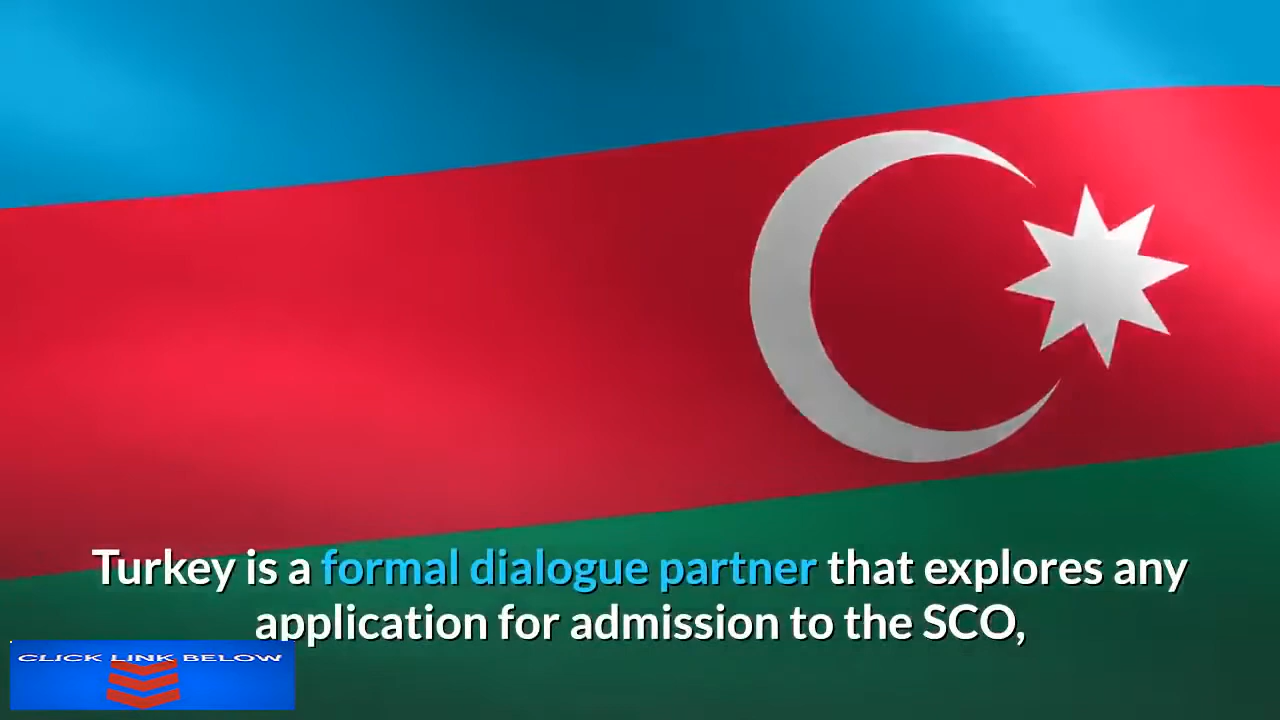 Turkey is a formal dialogue partner that explores any
application for admission to the SCO,
CLICK LINK BELOW